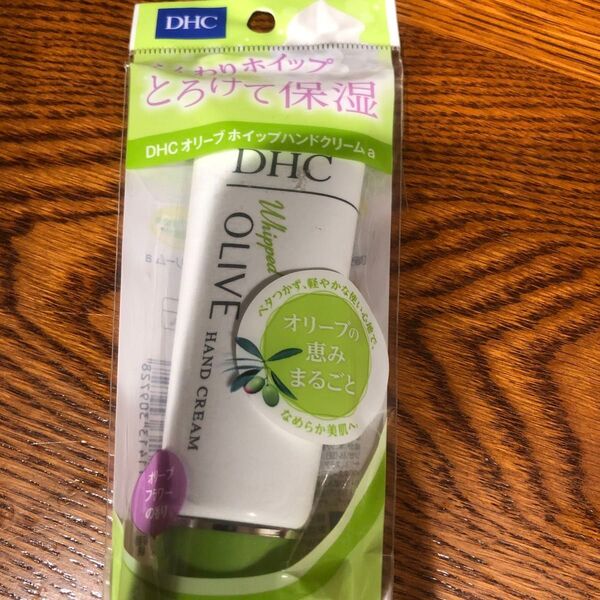 DHC
ふんわりホイップ
とろけて保湿
DHC オリーブ ホイップハンドクリーム a
DHC
Whipped
OLIVE
HAND CREAM
ベタつかず、軽やかな使い心地で、
オリーブの
恵み
まるごと
なめらか美肌へ。
オリーブ
フラワー
の香り